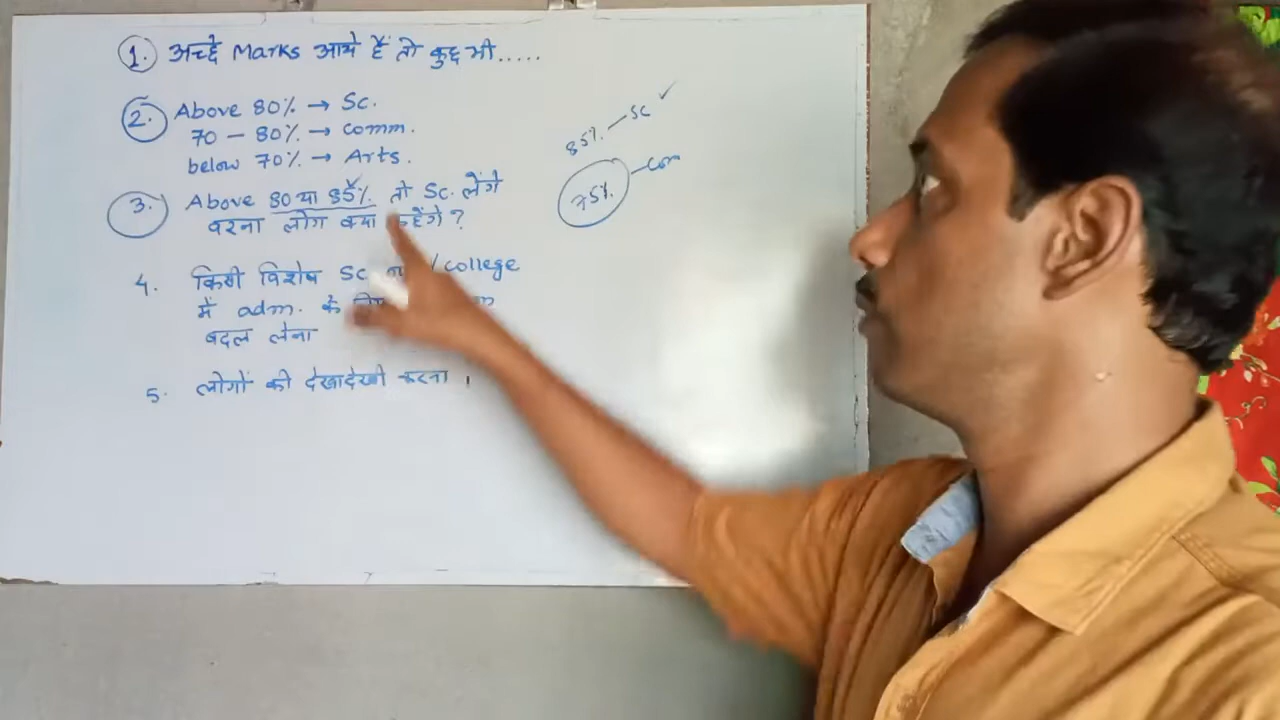 1. अच्छे Marks आये हैं तो कुछ भी.....
2. Above 80% → Sc.
70 – 80% → Comm.
below 70% → Arts.
3. Above 80 या 85% तो Sc. लेंगे
वरना लोग क्या कहेंगे ?
4. किसी विशेष Sc /college
में adm. के
बदल लेना
5. लोगों की देखादेखी करना ।
85% — SC ✓
75% — Com